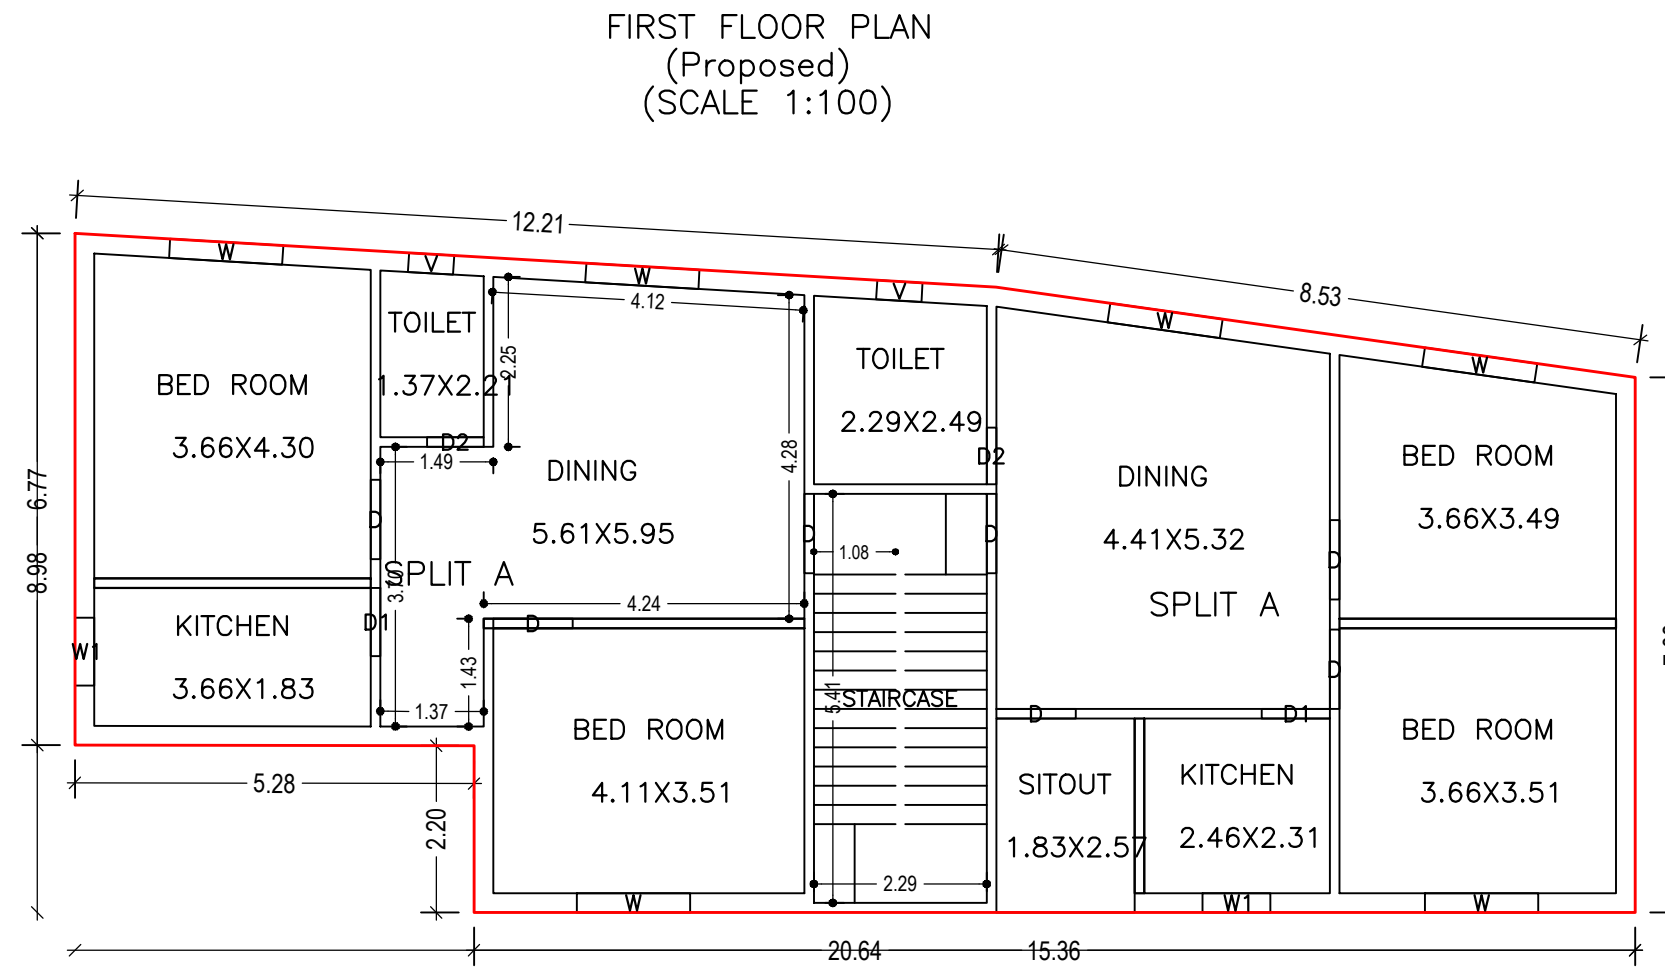 FIRST FLOOR PLAN
(Proposed)
(SCALE 1:100)
12.21
8.53
W
V
W
V
W
W
4.12
TOILET
1.37X2.21
2.25
BED ROOM
3.66X4.30
D2
1.49
DINING
5.61X5.95
4.28
TOILET
2.29X2.49
D2
DINING
4.41X5.32
BED ROOM
3.66X3.49
6.77
8.98
D
D
D
D
1.08
SPLIT A
3.70
4.24
SPLIT A
KITCHEN
3.66X1.83
W1
D1
D
1.43
1.37
5.41
STAIRCASE
D
D
D1
BED ROOM
4.11X3.51
SITOUT
1.83X2.57
KITCHEN
2.46X2.31
BED ROOM
3.66X3.51
5.28
2.20
2.29
W
W1
W
20.64
15.36